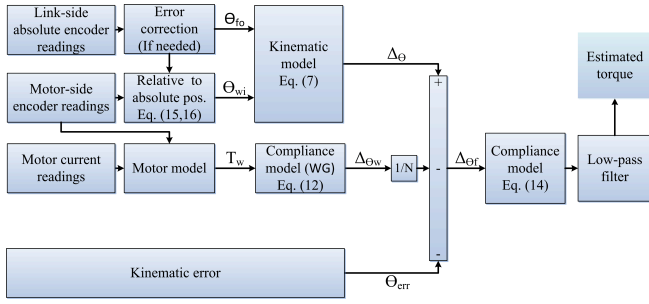 Link-side
absolute encoder
readings
Error
correction
(If needed)
Θfo
Kinematic
model
Eq. (7)
ΔΘ
Estimated
torque
Motor-side
encoder readings
Relative to
absolute pos.
Eq. (15,16)
Θwi
+
Motor current
readings
Motor model
Tw
Compliance
model (WG)
Eq. (12)
ΔΘw
1/N
-
ΔΘf
Compliance
model
Eq. (14)
Low-pass
filter
Kinematic error
Θerr
-